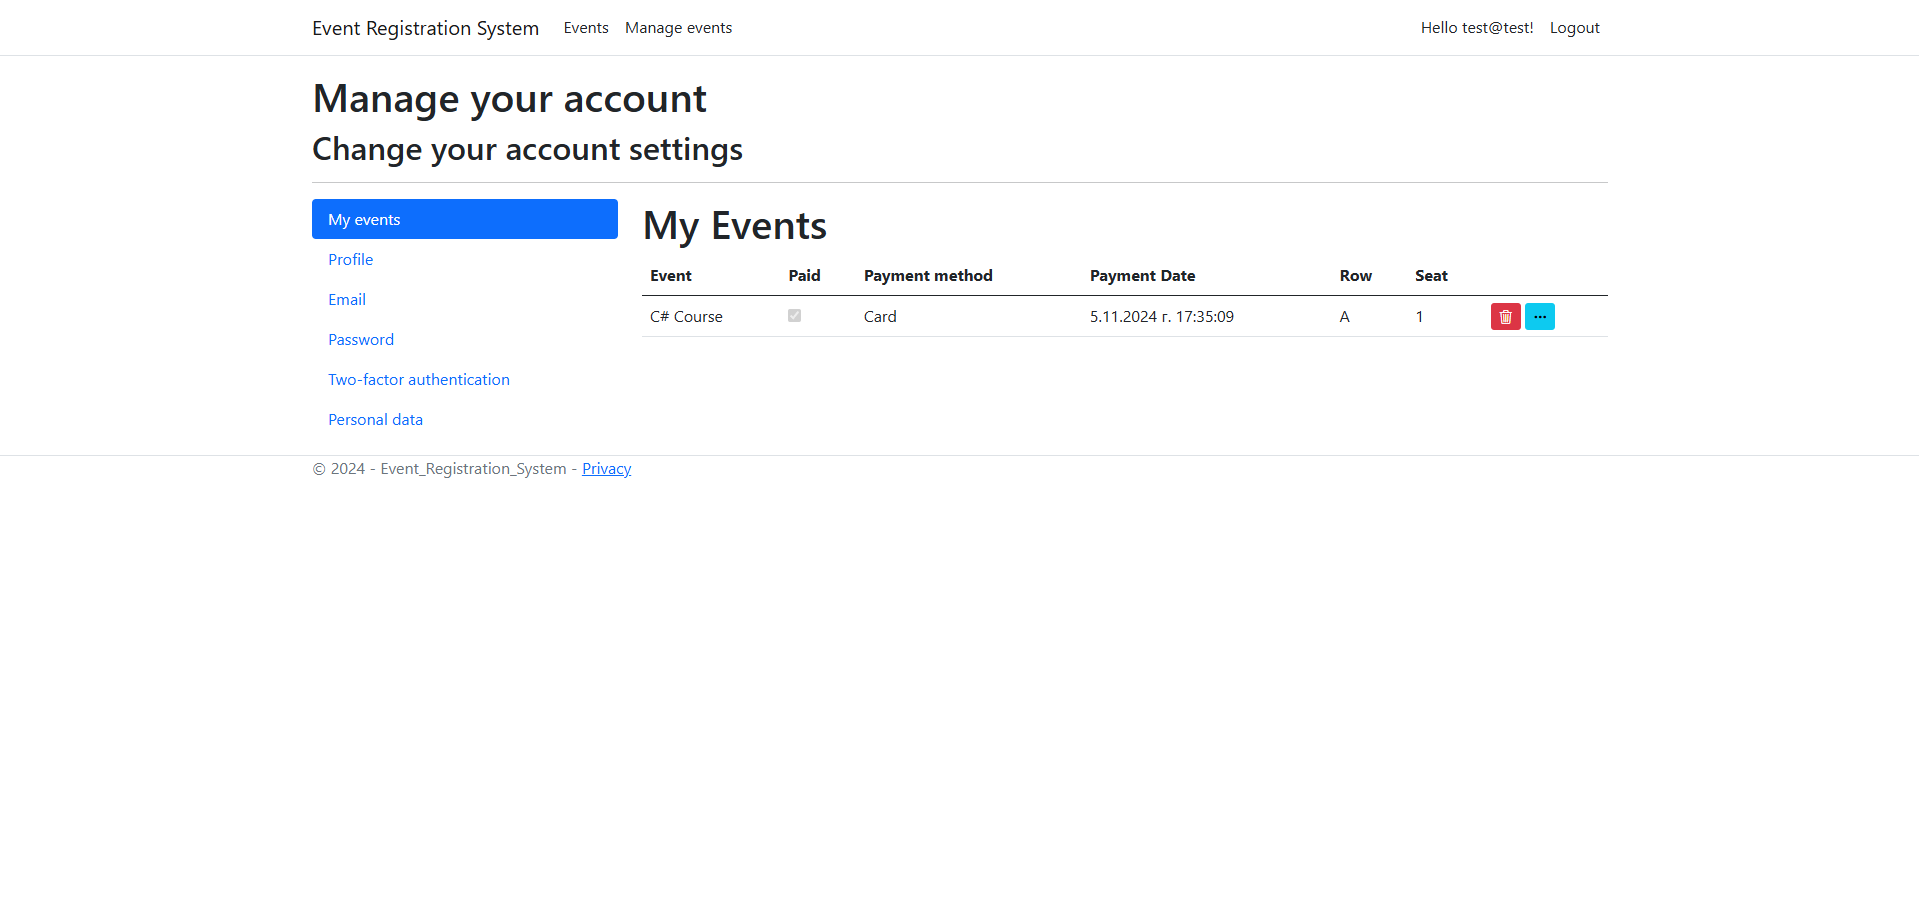 Event Registration System Events Manage events Hello test@test! Logout
Manage your account
Change your account settings
My events
Profile
Email
Password
Two-factor authentication
Personal data
My Events
Event Paid Payment method Payment Date Row Seat
C# Course Card 5.11.2024 г. 17:35:09 A 1
© 2024 - Event_Registration_System - Privacy